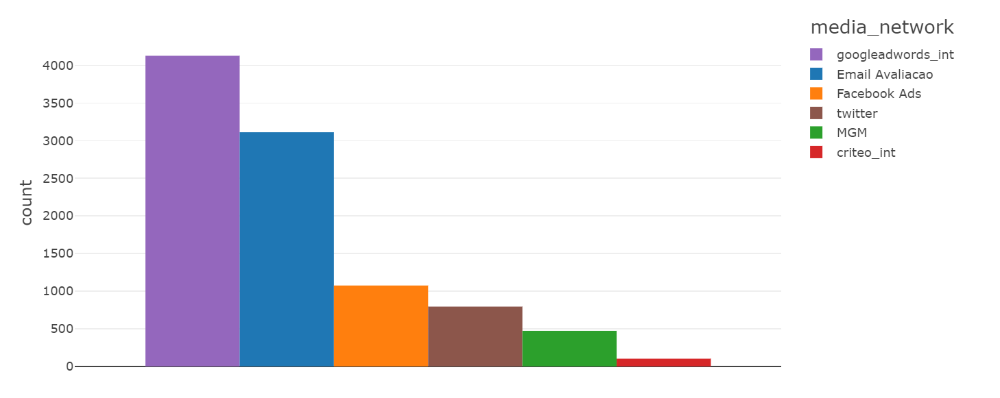 media_network
googleadwords_int
Email Avaliacao
Facebook Ads
twitter
MGM
criteo_int
count
4000
3500
3000
2500
2000
1500
1000
500
0